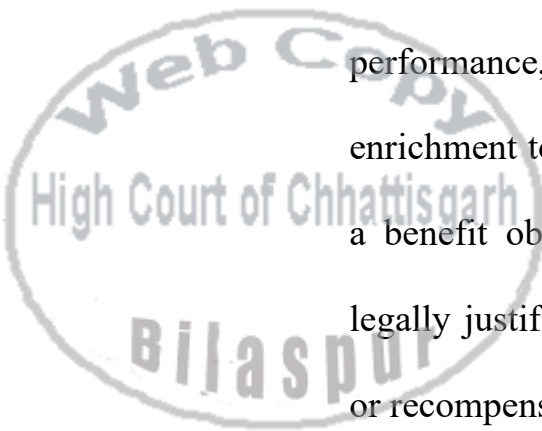 Web Copy
High Court of Chhattisgarh
Bilaspur
performance,
enrichment to
a benefit ob
legally justif
or recompens